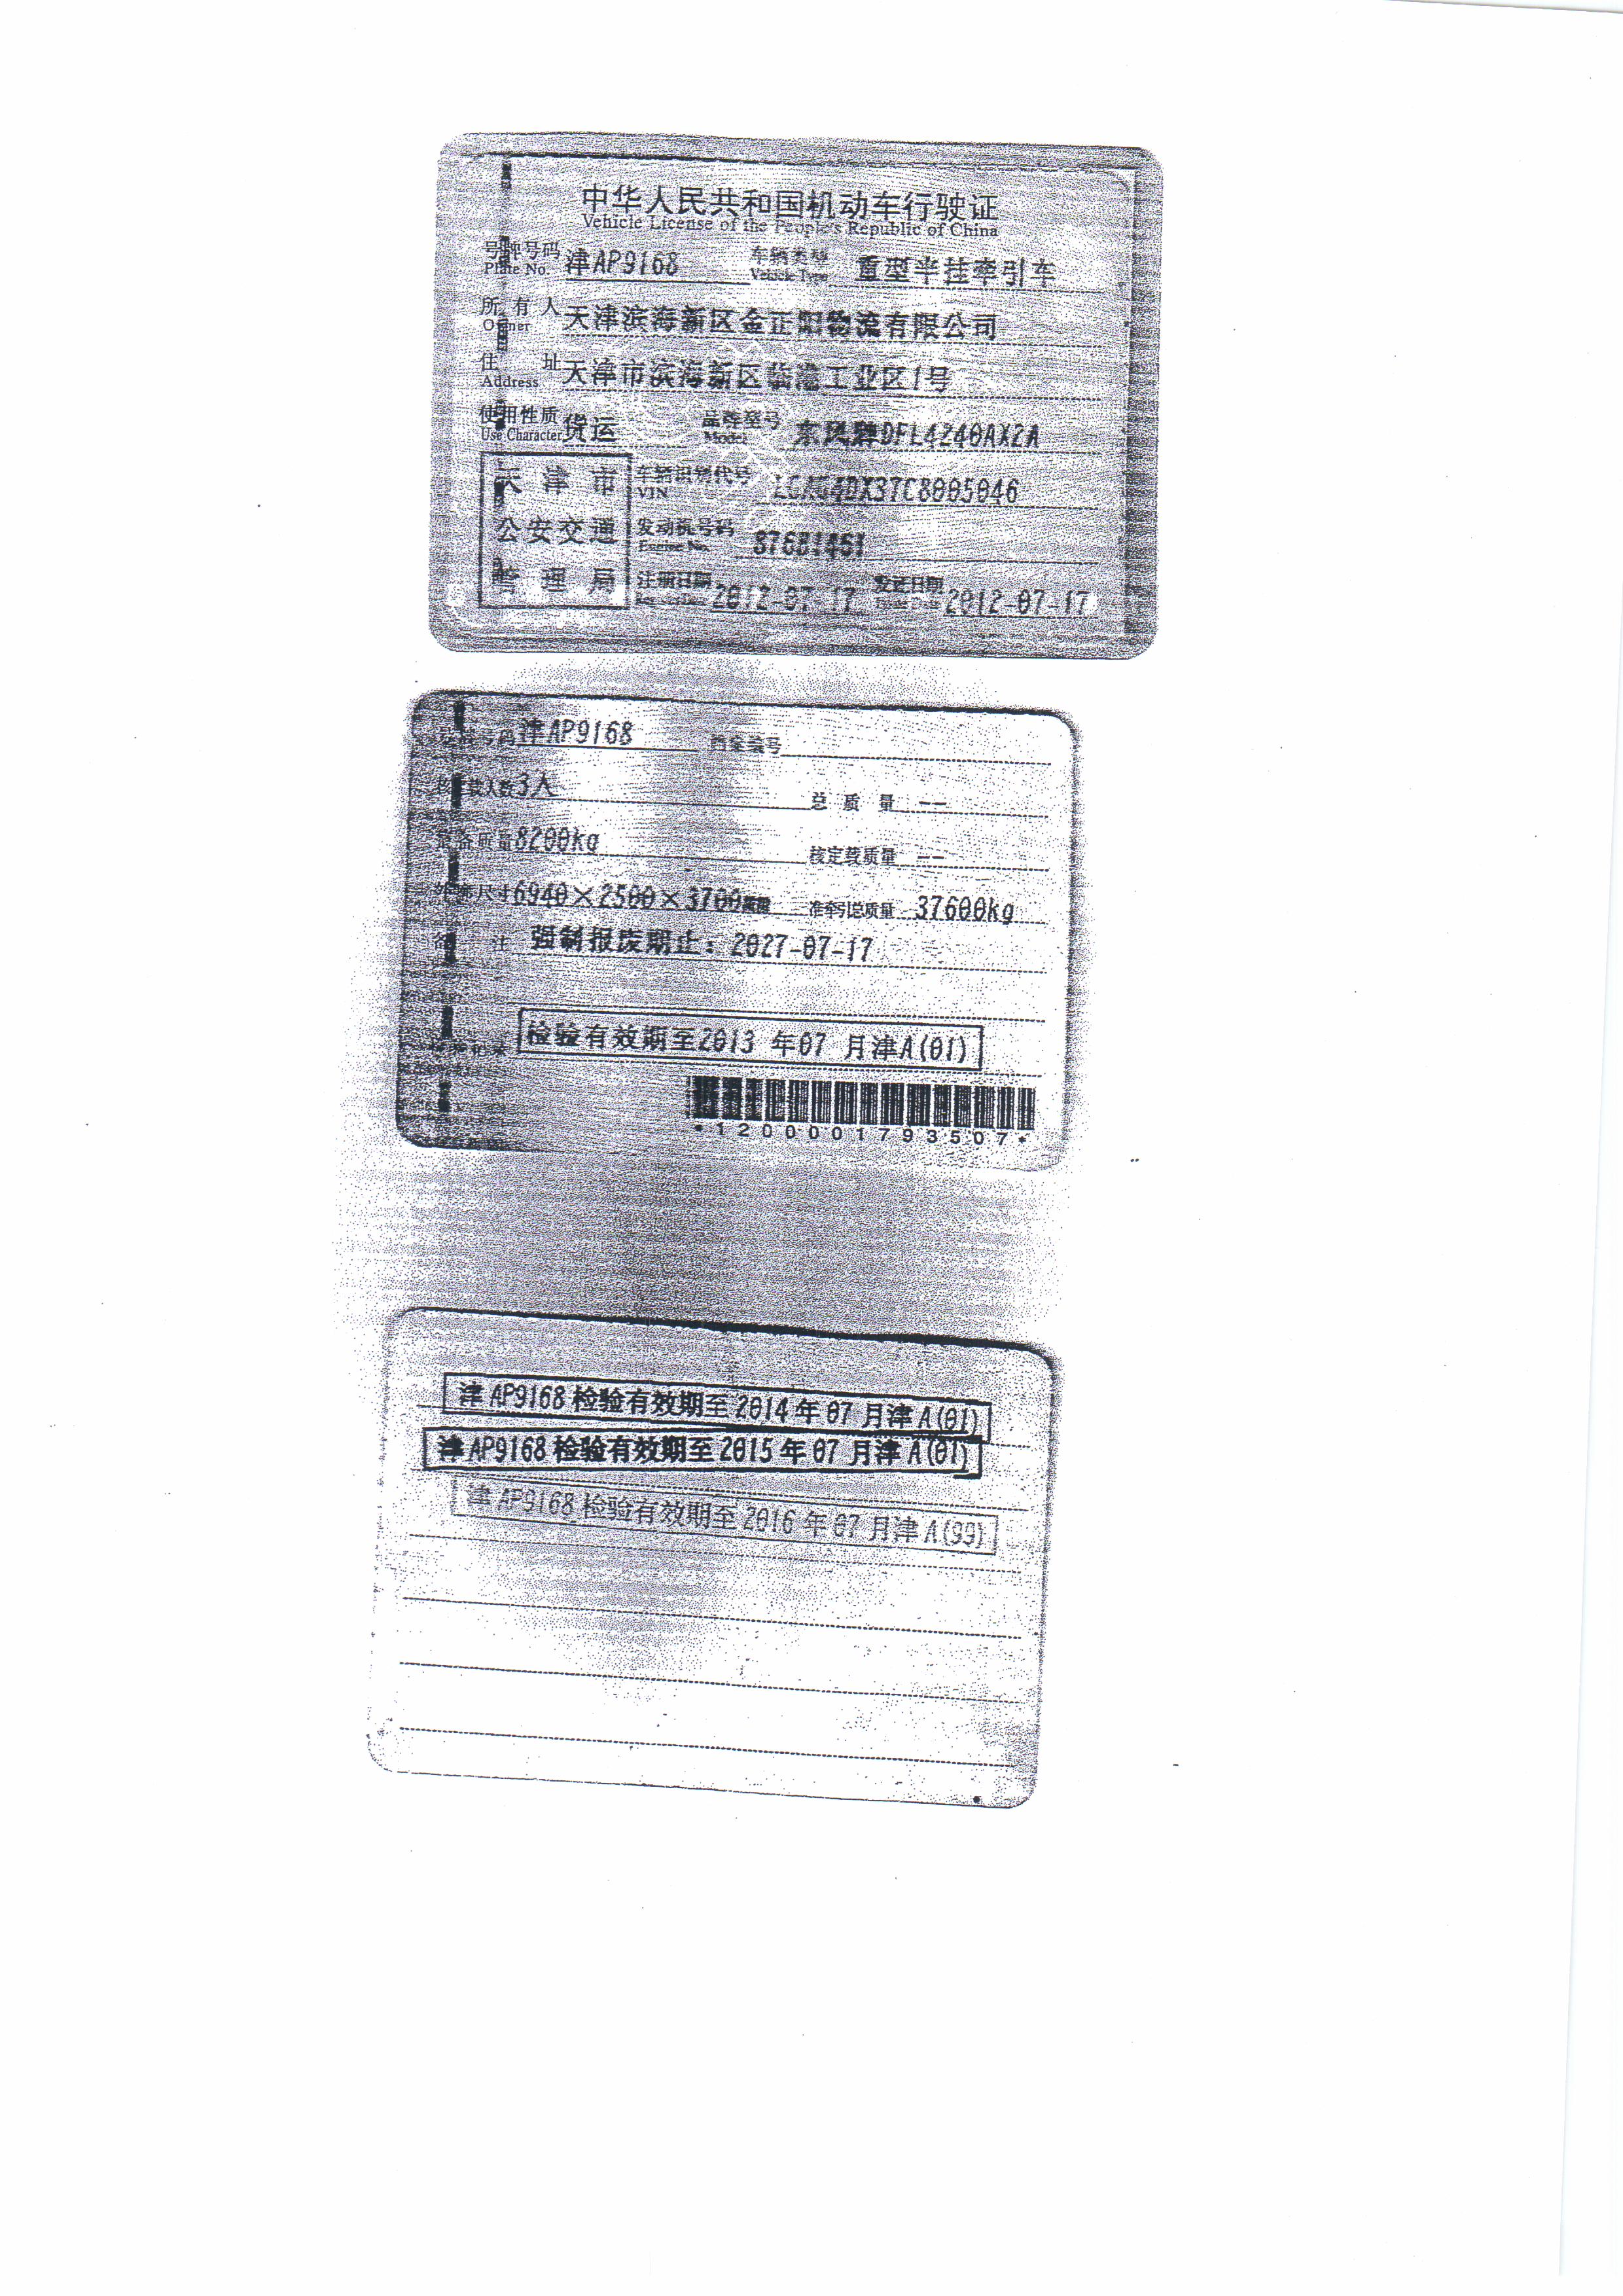 中华人民共和国机动车行驶证
Vehicle License of the People's Republic of China
号牌号码 津AP9168 车辆类型 重型半挂牵引车
Plate No. Vehicle Type
所有人 天津滨海新区金正阳物流有限公司
Owner
住址 天津市滨海新区临港工业区1号
Address
使用性质 货运 品牌型号 东风牌DFL4240AX2A
Use Character Model
天津市 车辆识别代号
VIN
公安交通 发动机号码
Engine No.
管理局 注册日期 2012-07-17 发证日期 2012-07-17
号牌号码 津AP9168 档案编号
核定载人数 3人 总质量 --
整备质量 8200kg 核定载质量 --
外廓尺寸 6940×2500×3700 准牵引总质量 37600kg
备注 强制报废期止：2027-07-17
检验记录 检验有效期至2013 年07 月津A(01)
*1200001793507*
津AP9168检验有效期至2014年07月津A(01)
津AP9168检验有效期至2015年07月津A(01)
津AP9168检验有效期至2016年07月津A(99)